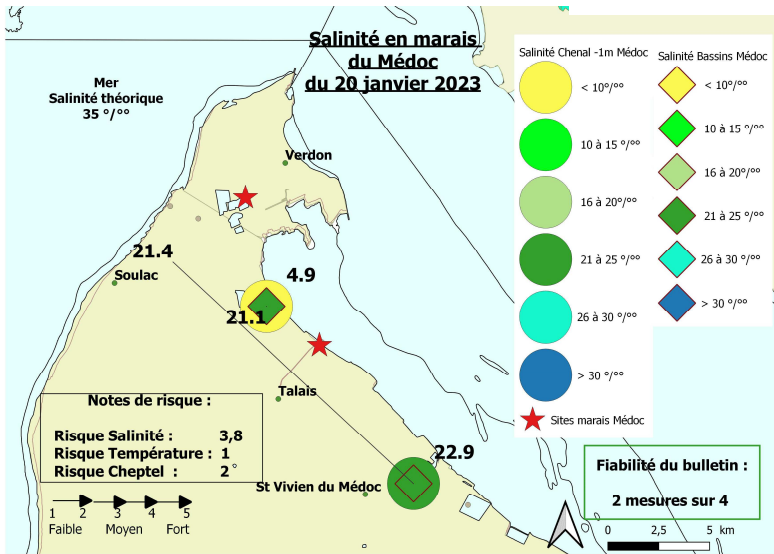 Salinité en marais
du Médoc
du 20 janvier 2023
Mer
Salinité théorique
35 °/°°
Verdon
21.4
Soulac
4.9
21.1
Talais
22.9
St Vivien du Médoc
Notes de risque :
Risque Salinité : 3,8
Risque Température : 1
Risque Cheptel : 2°
1 2 3 4 5
Faible Moyen Fort
Salinité Chenal -1m Médoc
< 10°/°°
10 à 15 °/°°
16 à 20°/°°
21 à 25 °/°°
26 à 30 °/°°
> 30 °/°°
Sites marais Médoc
Salinité Bassins Médoc
< 10°/°°
10 à 15 °/°°
16 à 20°/°°
21 à 25 °/°°
26 à 30 °/°°
> 30 °/°°
Fiabilité du bulletin :
2 mesures sur 4
0 2,5 5 km